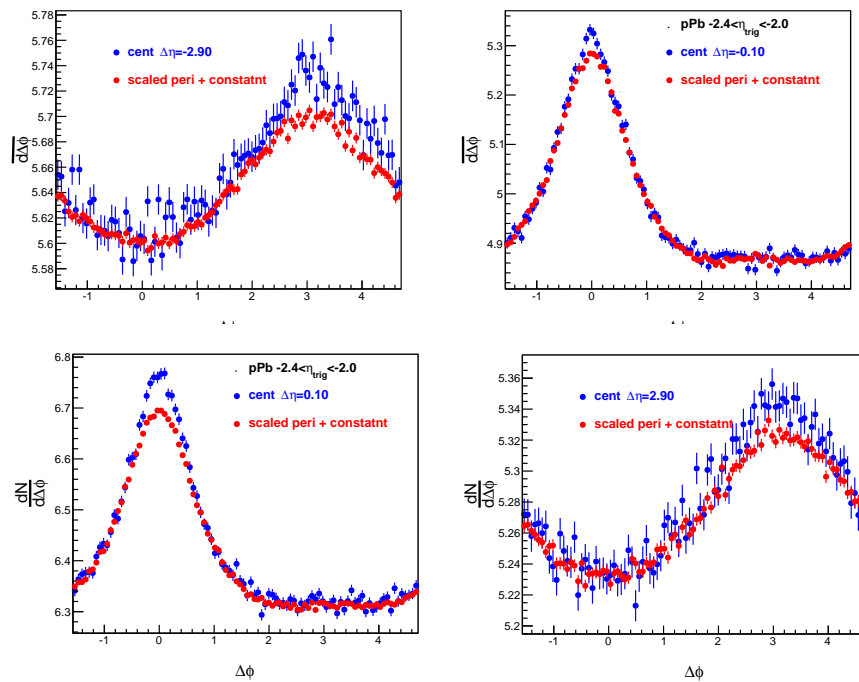 5.78
5.76
5.74
5.72
5.7
5.68
5.66
5.64
5.62
5.6
5.58
dΔϕ
cent Δη=-2.90
scaled peri + constatnt
-1 0 1 2 3 4
5.3
5.2
5.1
5
4.9
dΔϕ
pPb -2.4<η_trig<-2.0
cent Δη=-0.10
scaled peri + constatnt
-1 0 1 2 3 4
6.8
6.7
6.6
6.5
6.4
6.3
dN
dΔϕ
pPb -2.4<η_trig<-2.0
cent Δη=0.10
scaled peri + constatnt
-1 0 1 2 3 4
Δϕ
5.36
5.34
5.32
5.3
5.28
5.26
5.24
5.22
5.2
dN
dΔϕ
cent Δη=2.90
scaled peri + constatnt
-1 0 1 2 3 4
Δϕ